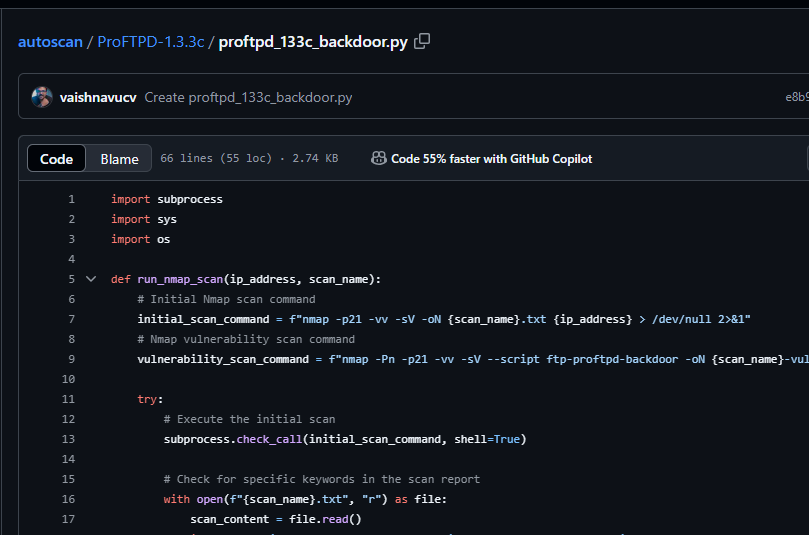 autoscan / ProFTPD-1.3.3c / proftpd_133c_backdoor.py
vaishnavucv Create proftpd_133c_backdoor.py e8b9
Code Blame 66 lines (55 loc) · 2.74 KB Code 55% faster with GitHub Copilot
1 import subprocess
2 import sys
3 import os
4
5 def run_nmap_scan(ip_address, scan_name):
6 # Initial Nmap scan command
7 initial_scan_command = f"nmap -p21 -vv -sV -oN {scan_name}.txt {ip_address} > /dev/null 2>&1"
8 # Nmap vulnerability scan command
9 vulnerability_scan_command = f"nmap -Pn -p21 -vv -sV --script ftp-proftpd-backdoor -oN {scan_name}-vul
10
11 try:
12 # Execute the initial scan
13 subprocess.check_call(initial_scan_command, shell=True)
14
15 # Check for specific keywords in the scan report
16 with open(f"{scan_name}.txt", "r") as file:
17 scan_content = file.read()